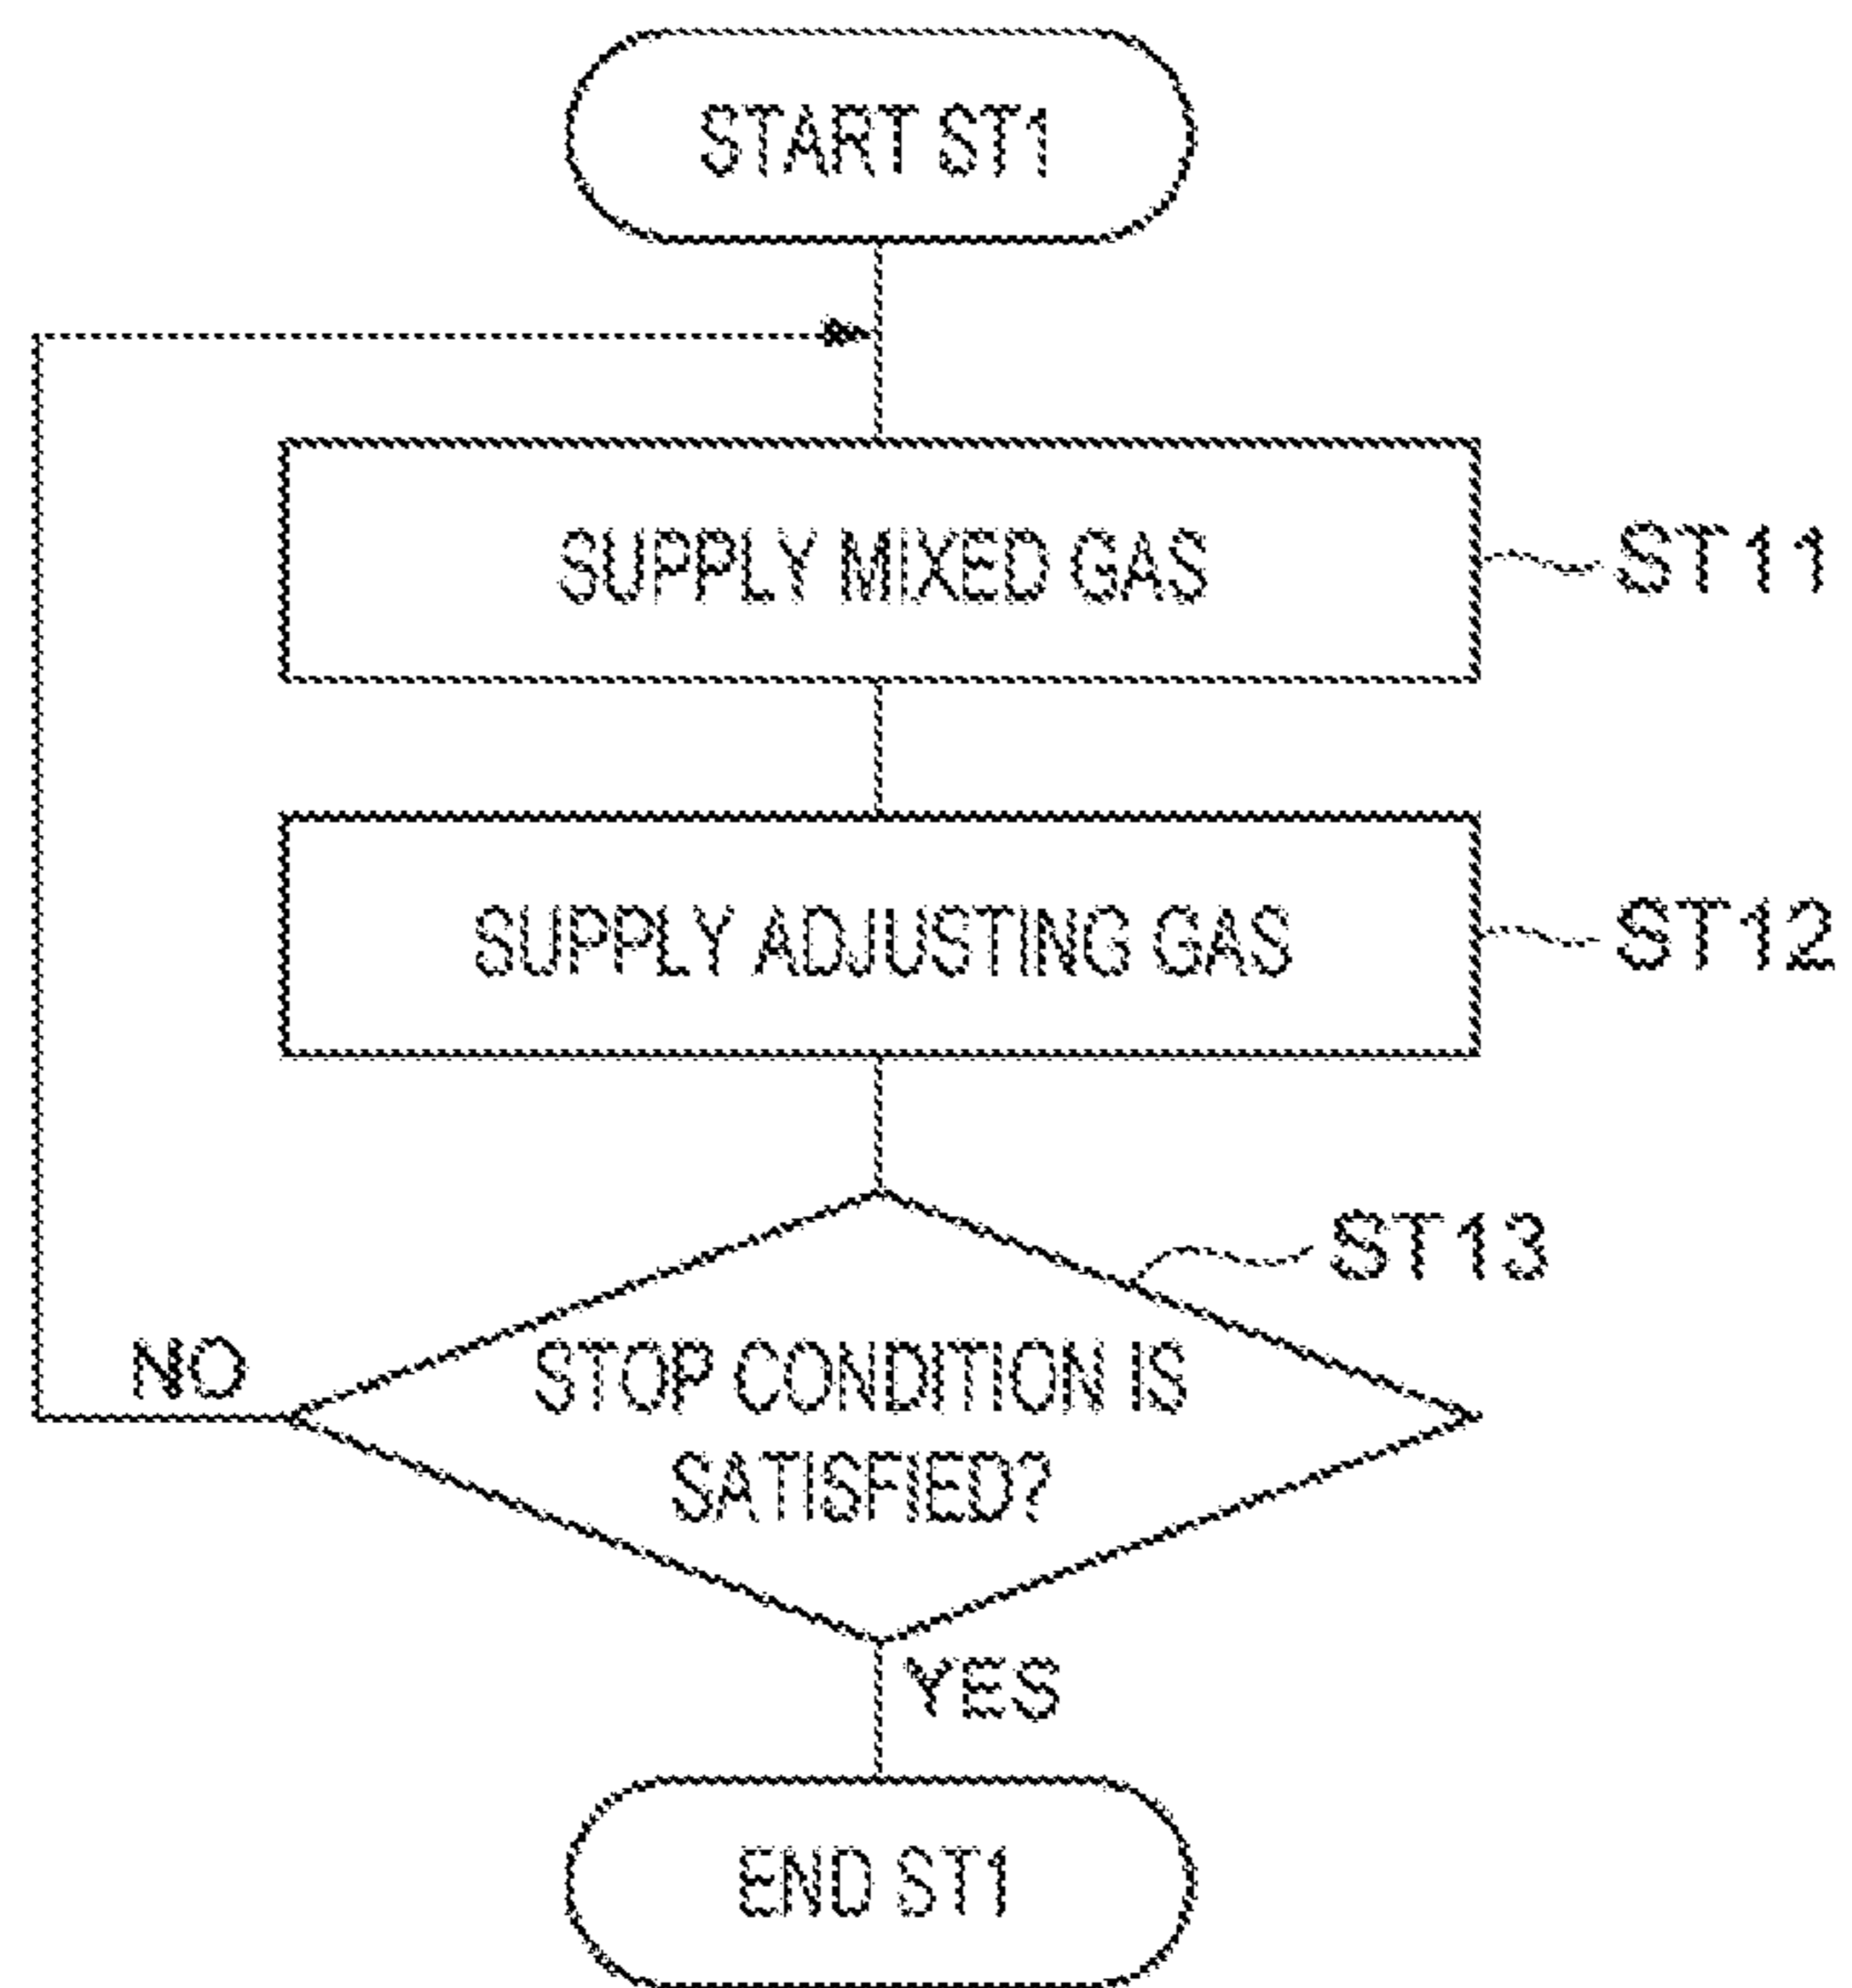 START ST1
SUPPLY MIXED GAS
ST11
SUPPLY ADJUSTING GAS
ST12
ST13
NO
STOP CONDITION IS
SATISFIED?
YES
END ST1